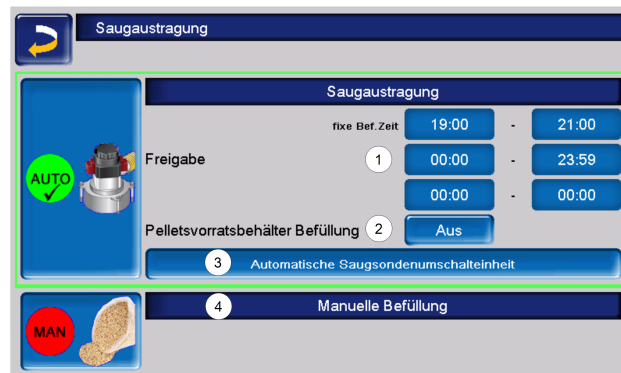 Saugaustragung
Saugaustragung
fixe Bef.Zeit 19:00 - 21:00
Freigabe 1 00:00 - 23:59
00:00 - 00:00
AUTO
Pelletsvorratsbehälter Befüllung 2 Aus
3 Automatische Saugsondenumschalteinheit
4 Manuelle Befüllung
MAN